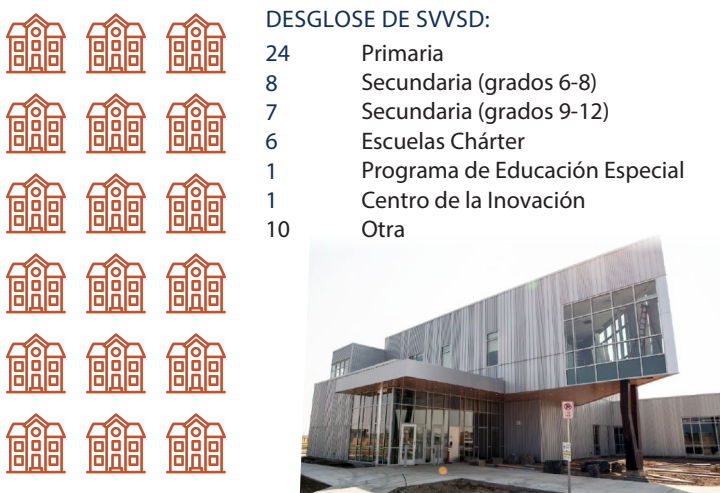 DESGLOSE DE SVVSD:
24 Primaria
8 Secundaria (grados 6-8)
7 Secundaria (grados 9-12)
6 Escuelas Chárter
1 Programa de Educación Especial
1 Centro de la Inovación
10 Otra